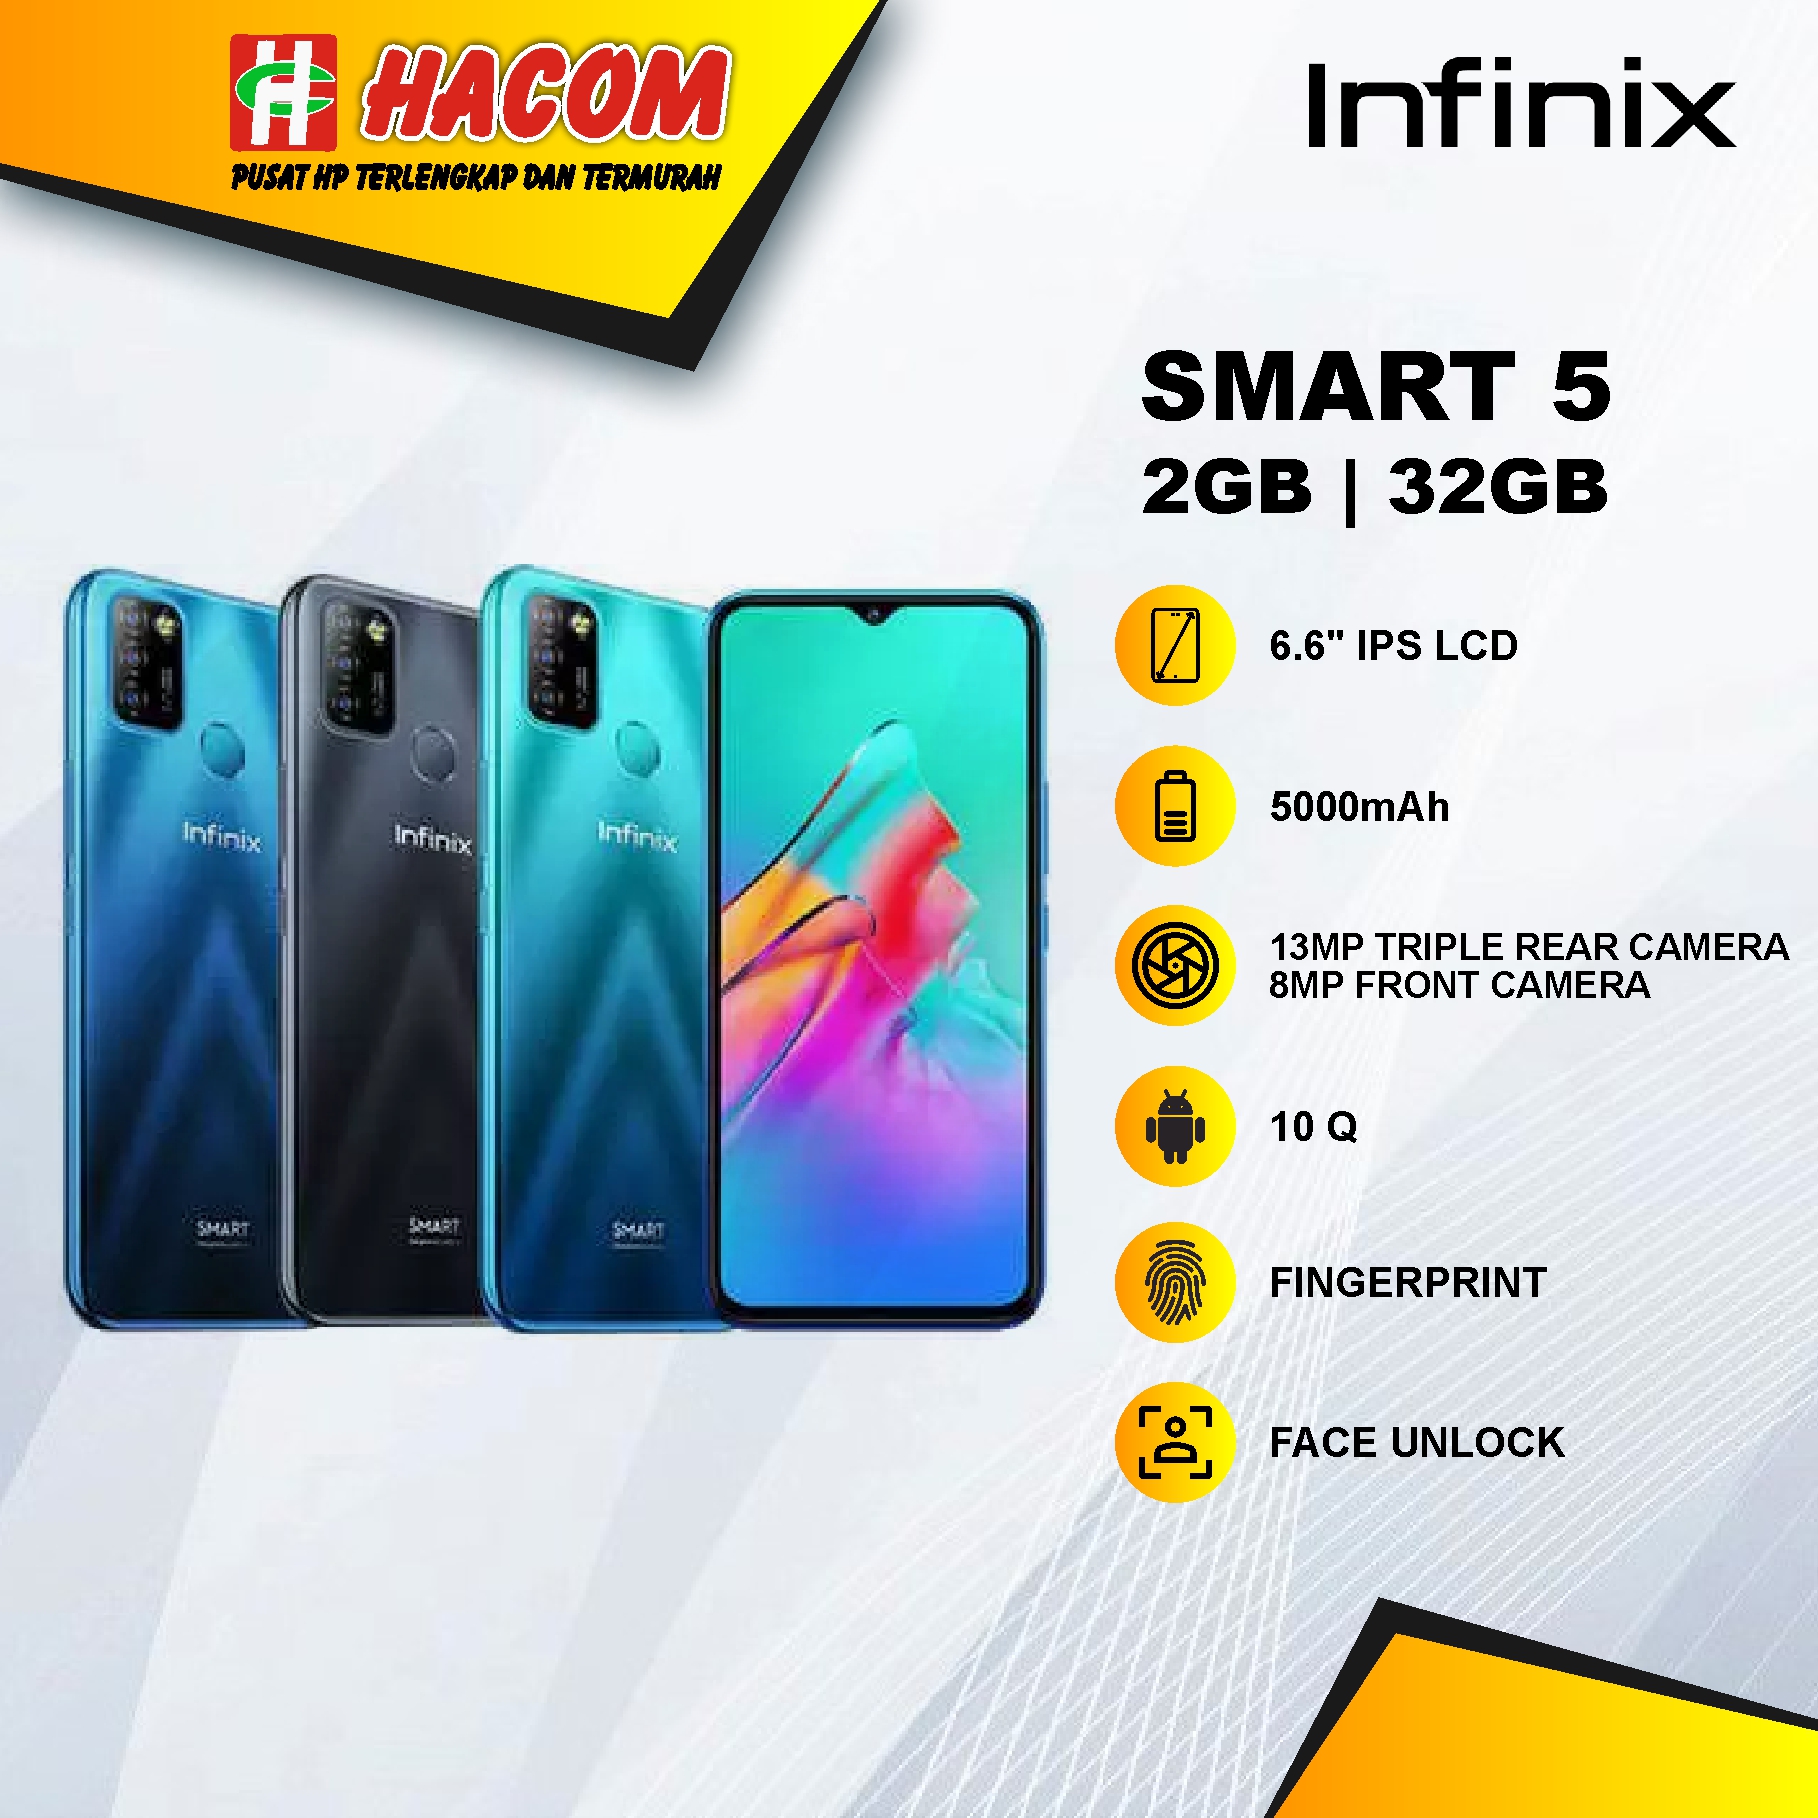 HACOM
PUSAT HP TERLENGKAP DAN TERMURAH
Infinix
SMART 5
2GB | 32GB
6.6" IPS LCD
5000mAh
13MP TRIPLE REAR CAMERA
8MP FRONT CAMERA
10 Q
FINGERPRINT
FACE UNLOCK
Infinix
Infinix
Infinix
SMART
SMART
SMART